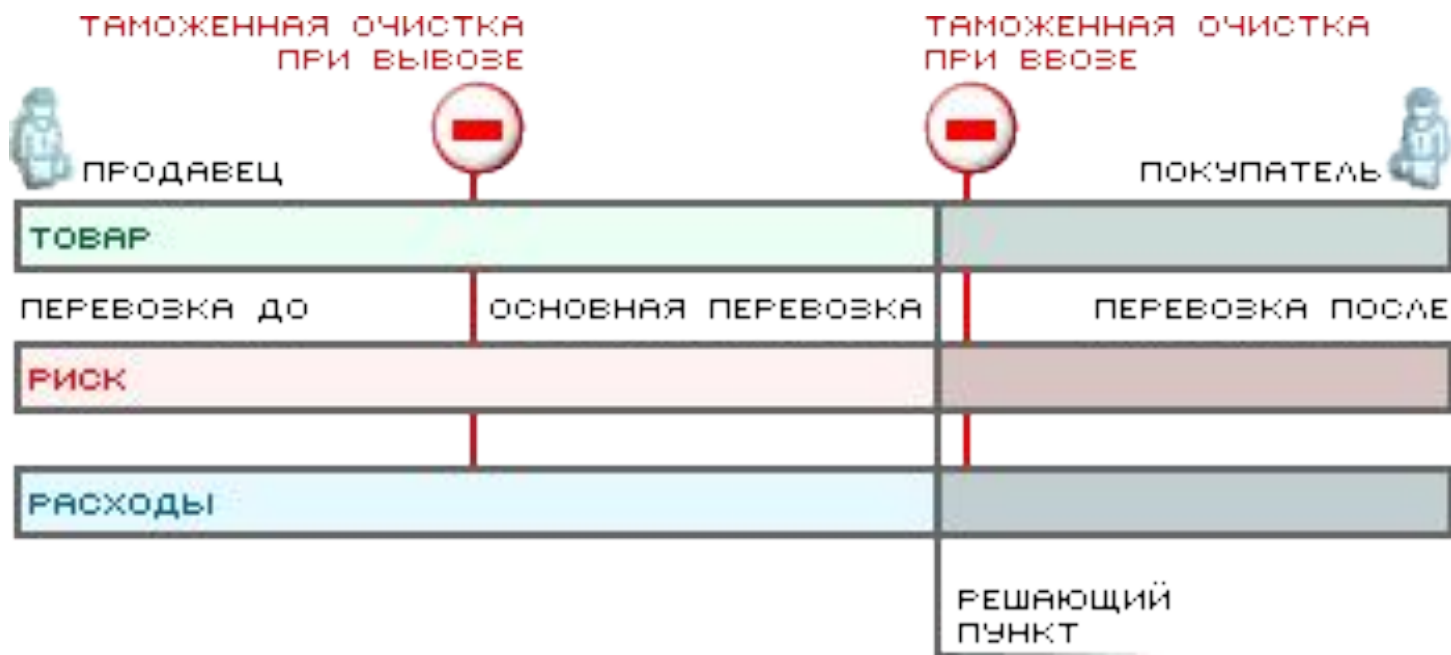 ТАМОЖЕННАЯ ОЧИСТКА
ПРИ ВЫВОЗЕ
ТАМОЖЕННАЯ ОЧИСТКА
ПРИ ВВОЗЕ
ПРОДАВЕЦ
ПОКУПАТЕЛЬ
ТОВАР
ПЕРЕВОЗКА ДО
ОСНОВНАЯ ПЕРЕВОЗКА
ПЕРЕВОЗКА ПОСЛЕ
РИСК
РАСХОДЫ
РЕШАЮЩИЙ
ПУНКТ